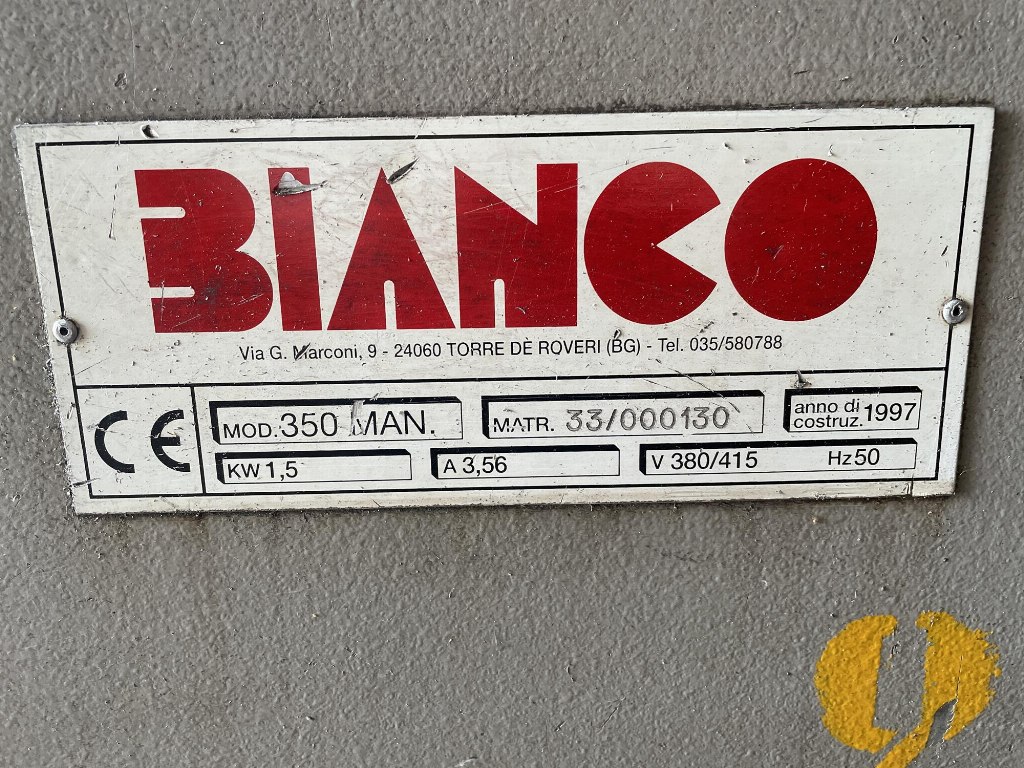 BIANCO
Via G. Marconi, 9 - 24060 TORRE DÈ ROVERI (BG) - Tel. 035/580788
CE
MOD. 350 MAN.
MATR. 33/000130
anno di
costruz. 1997
KW 1,5
A 3,56
V 380/415 Hz 50